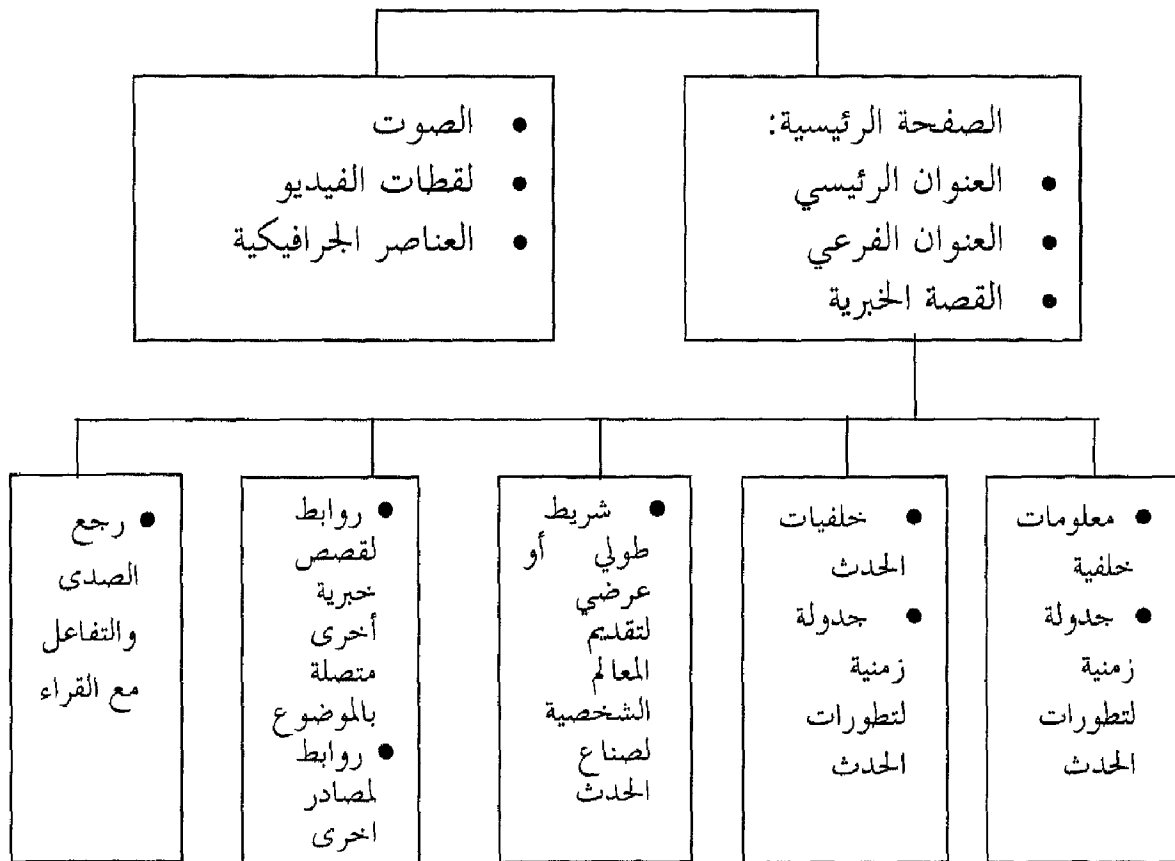 الصفحة الرئيسية:
● العنوان الرئيسي
● العنوان الفرعي
● القصة الخبرية
● الصوت
● لقطات الفيديو
● العناصر الجرافيكية
● معلومات
خلفية
● جدولة
زمنية
لتطورات
الحدث
● خلفيات
الحدث
● جدولة
زمنية
لتطورات
الحدث
● شريط
طولي أو
عرضي
لتقديم
المعالم
الشخصية
لصناع
الحدث
● روابط
لقصص
خبرية
أخرى
متصلة
بالموضوع
● روابط
لمصادر
اخرى
● رجع
الصدى
والتفاعل
مع القراء